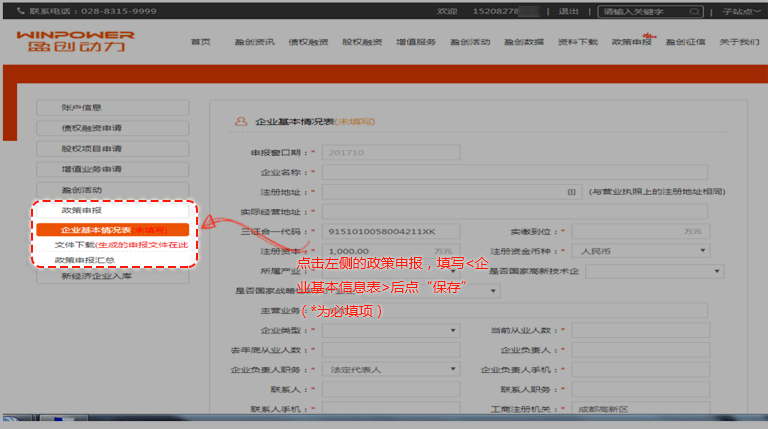 联系电话：028-8315-9999
欢迎 15208278 | 退出 | 请输入关键字 | 子站点
WINPOWER
盈创动力
首页 盈创资讯 债权融资 股权融资 增值服务 盈创活动 盈创数据 资料下载 政策申报 盈创征信 关于我们
账户信息
债权融资申请
股权项目申请
增值业务申请
盈创活动
政策申报
企业基本情况表(未填写)
文件下载(生成的申报文件在此
政策申报汇总
新经济企业入库
企业基本情况表(未填写)
申报窗口期：* 201710
企业名称：*
注册地址：* (与营业执照上的注册地址相同)
实际经营地址：*
三证合一代码：* 9151010058004211XK 实缴到位：* 万元
注册资本：* 1,000.00 万元 注册资金币种：* 人民币
所属产业： 是否国家高新技术企
是否国家战略性
主营业务：
点击左侧的政策申报，填写<企
业基本信息表>后点“保存”
（*为必填项）
企业类型：* 当前从业人数：*
去年底从业人数：* 企业负责人：*
企业负责人职务：* 法定代表人 企业负责人手机：*
联系人：* 联系人职务：*
联系人手机：* 工商注册机关：* 成都高新区